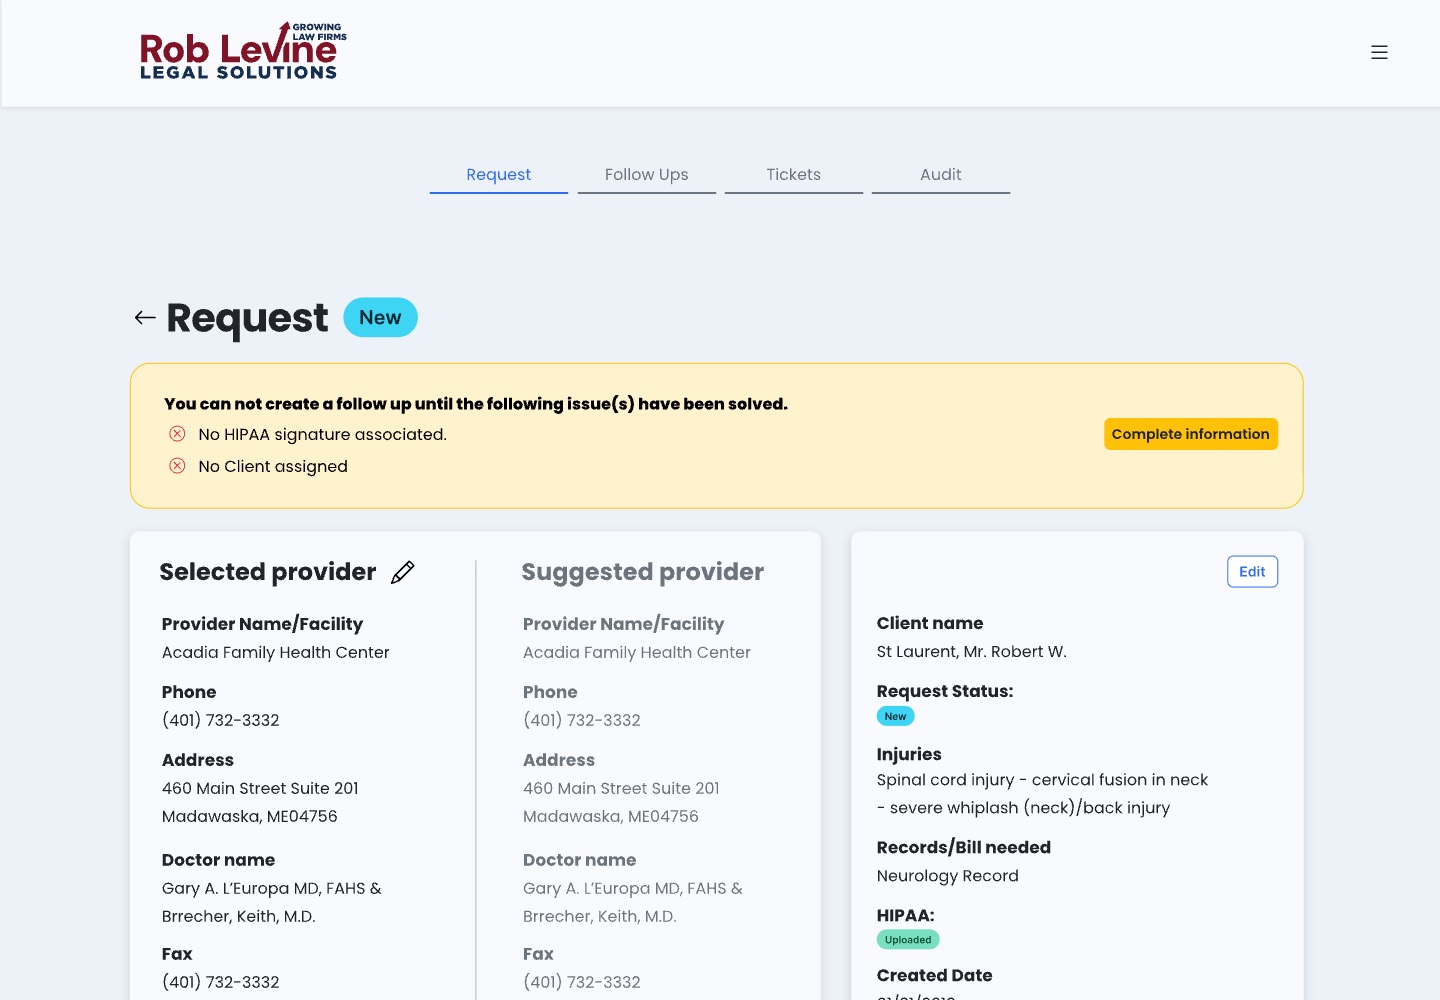 GROWING
LAW FIRMS
Rob Levine
LEGAL SOLUTIONS
Request
Follow Ups
Tickets
Audit
Request
New
You can not create a follow up until the following issue(s) have been solved.
No HIPAA signature associated.
No Client assigned
Complete information
Selected provider
Provider Name/Facility
Acadia Family Health Center
Phone
(401) 732-3332
Address
460 Main Street Suite 201
Madawaska, ME04756
Doctor name
Gary A. L’Europa MD, FAHS &
Brrecher, Keith, M.D.
Fax
(401) 732-3332
Suggested provider
Provider Name/Facility
Acadia Family Health Center
Phone
(401) 732-3332
Address
460 Main Street Suite 201
Madawaska, ME04756
Doctor name
Gary A. L’Europa MD, FAHS &
Brrecher, Keith, M.D.
Fax
(401) 732-3332
Edit
Client name
St Laurent, Mr. Robert W.
Request Status:
New
Injuries
Spinal cord injury - cervical fusion in neck
- severe whiplash (neck)/back injury
Records/Bill needed
Neurology Record
HIPAA:
Uploaded
Created Date